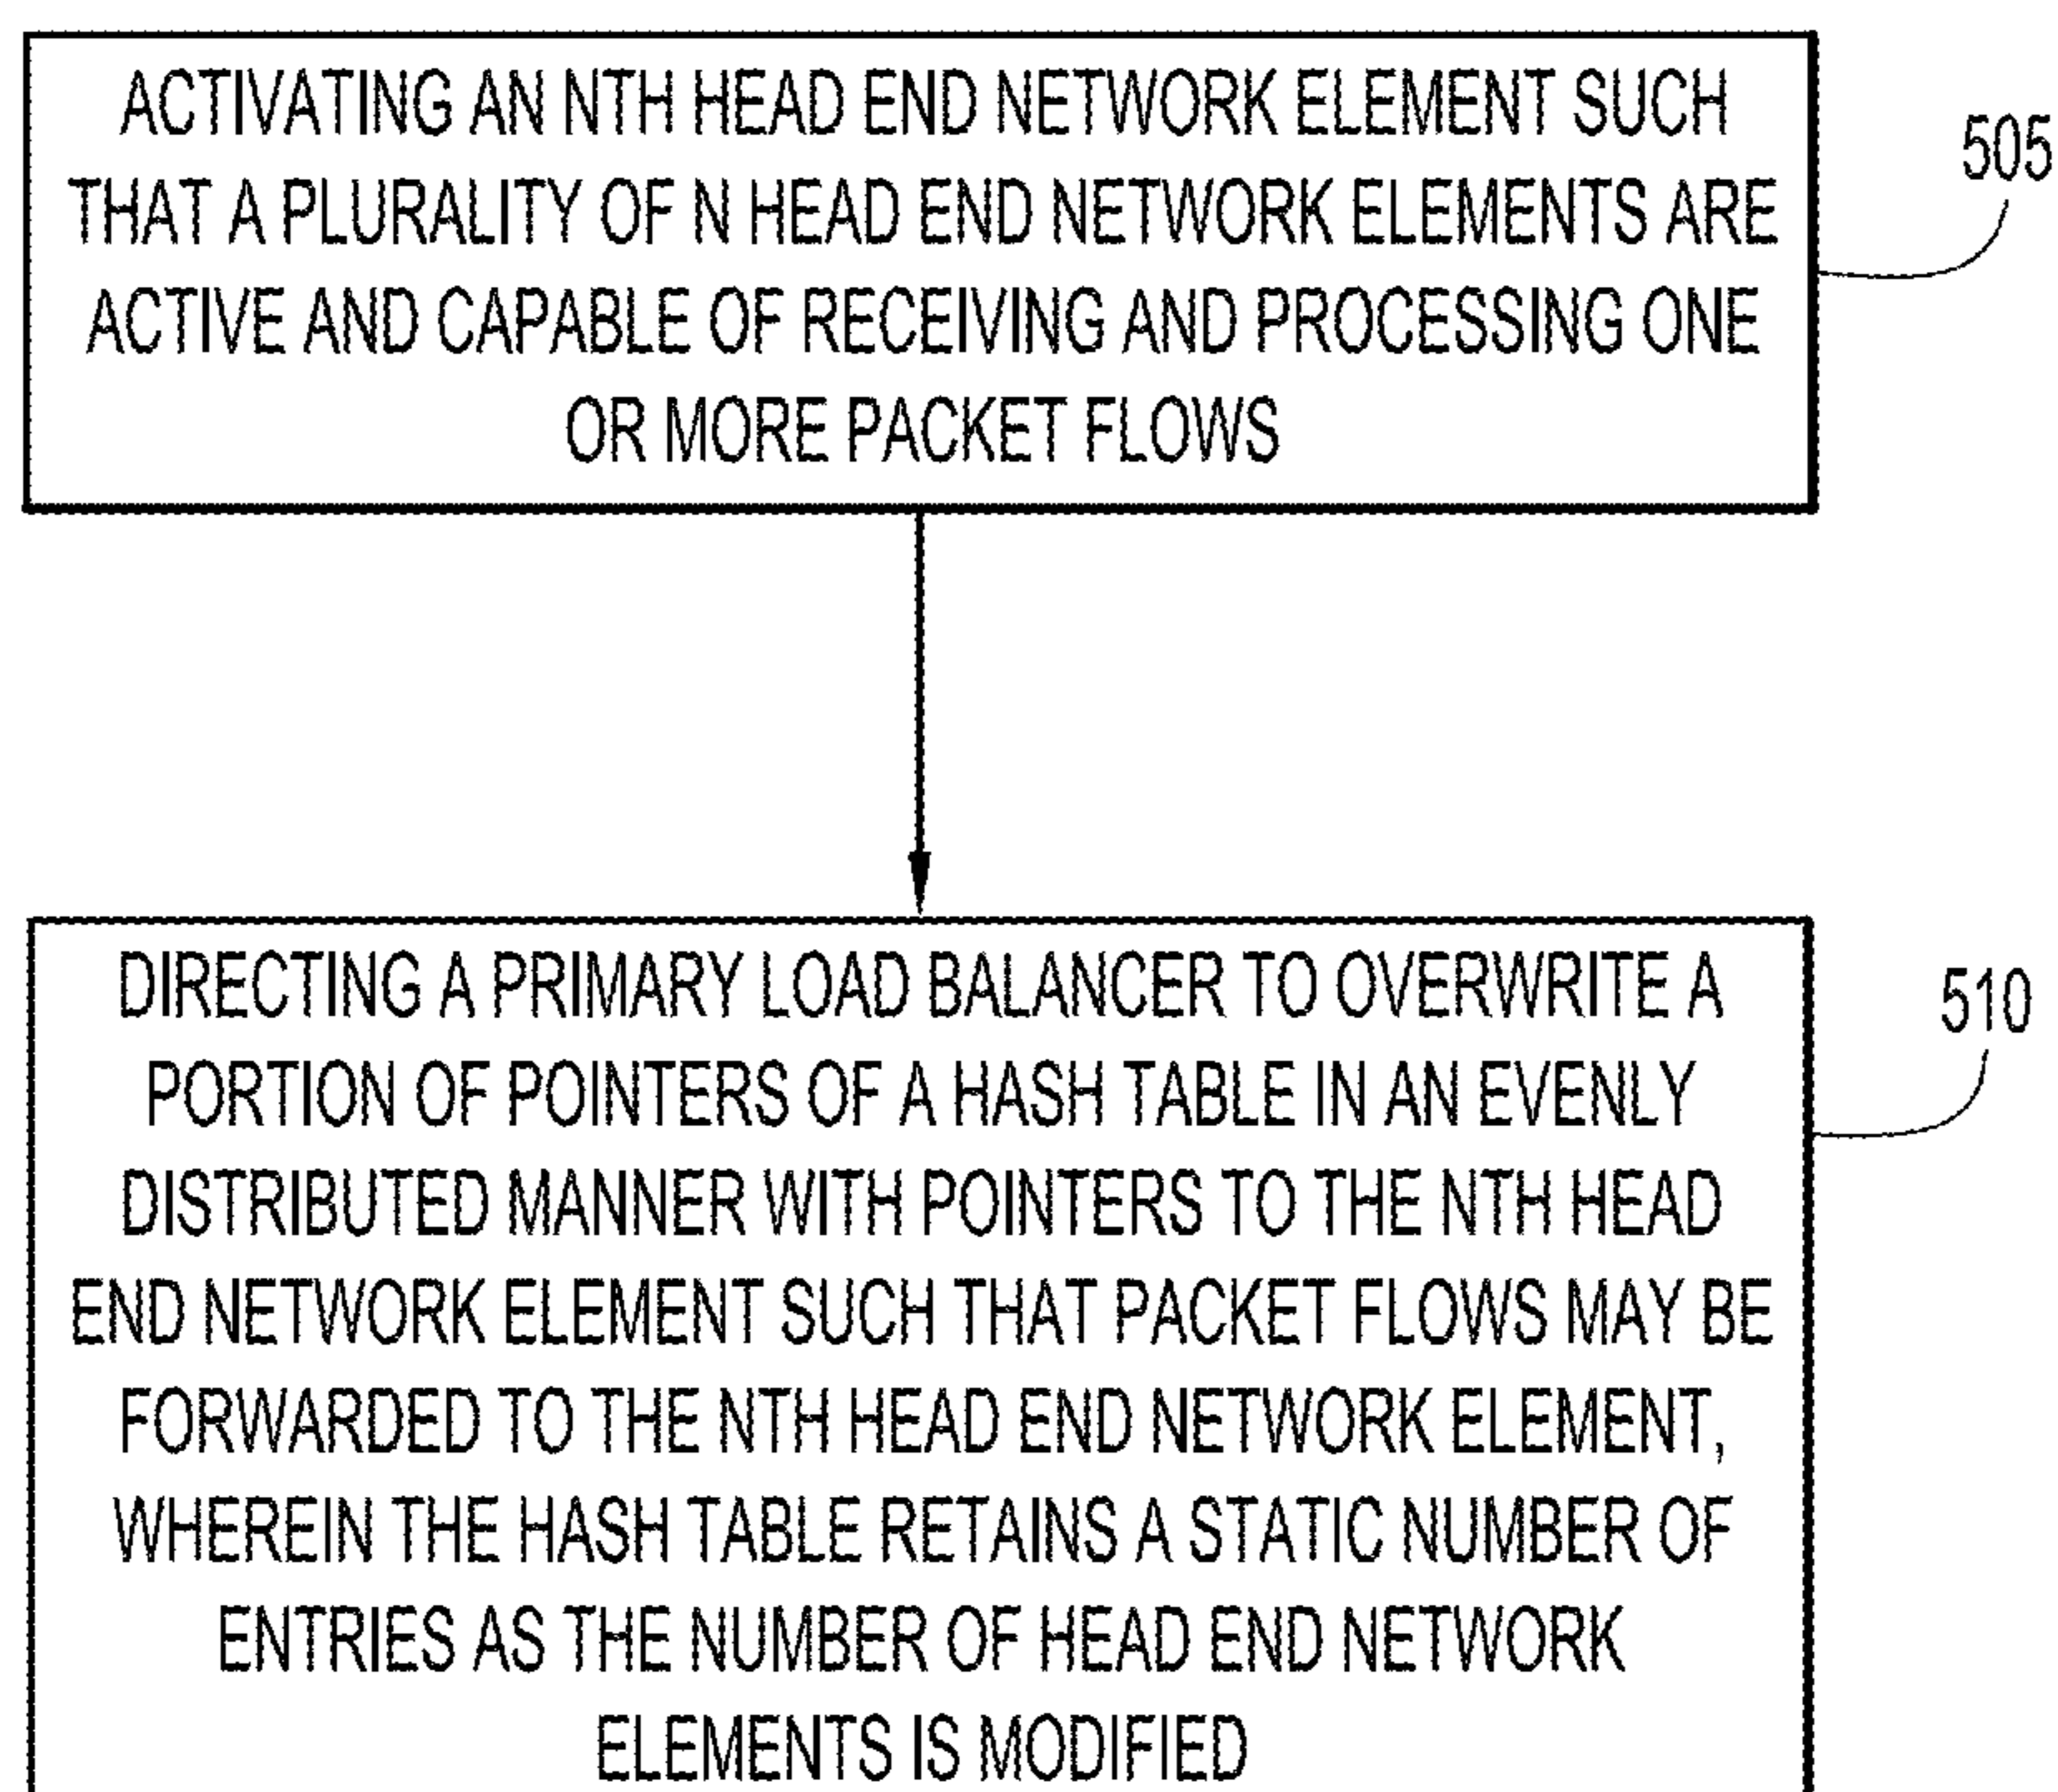 ACTIVATING AN NTH HEAD END NETWORK ELEMENT SUCH
THAT A PLURALITY OF N HEAD END NETWORK ELEMENTS ARE
ACTIVE AND CAPABLE OF RECEIVING AND PROCESSING ONE
OR MORE PACKET FLOWS
505
DIRECTING A PRIMARY LOAD BALANCER TO OVERWRITE A
PORTION OF POINTERS OF A HASH TABLE IN AN EVENLY
DISTRIBUTED MANNER WITH POINTERS TO THE NTH HEAD
END NETWORK ELEMENT SUCH THAT PACKET FLOWS MAY BE
FORWARDED TO THE NTH HEAD END NETWORK ELEMENT,
WHEREIN THE HASH TABLE RETAINS A STATIC NUMBER OF
ENTRIES AS THE NUMBER OF HEAD END NETWORK
ELEMENTS IS MODIFIED
510